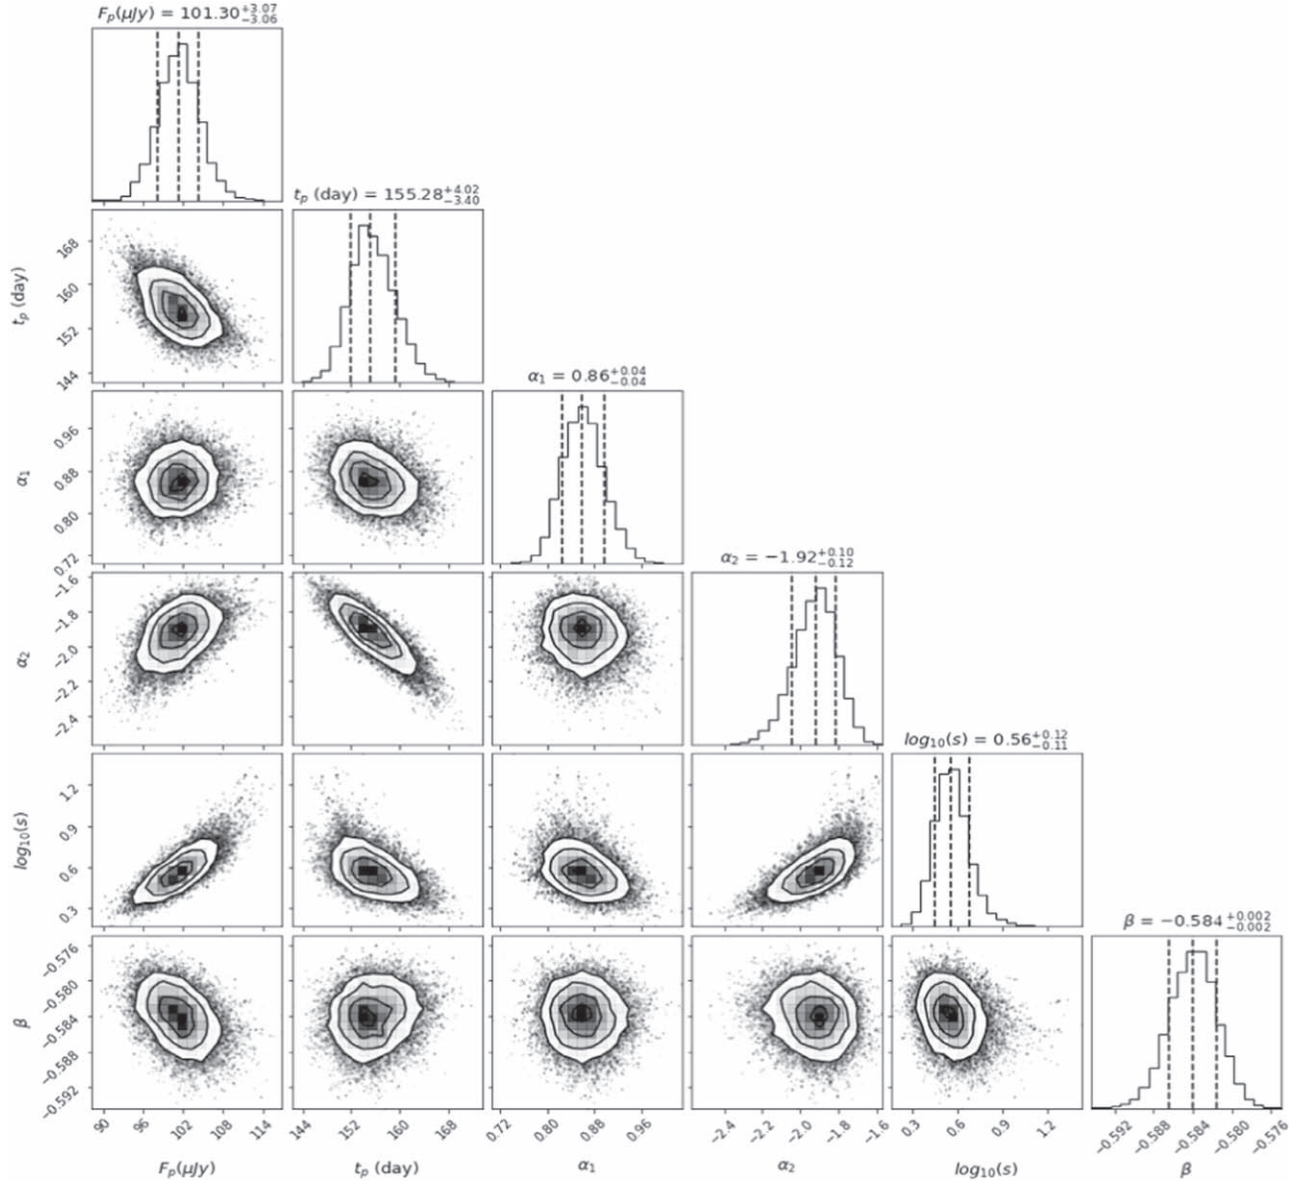 F_p(μJy) = 101.30^{+3.07}_{−3.06}
t_p (day) = 155.28^{+4.02}_{−3.40}
168
160
152
144
t_p (day)
α_1 = 0.86^{+0.04}_{−0.04}
0.96
0.88
0.80
0.72
α_1
α_2 = −1.92^{+0.10}_{−0.12}
−1.6
−1.8
−2.0
−2.2
−2.4
α_2
log_{10}(s) = 0.56^{+0.12}_{−0.11}
1.2
0.9
0.6
0.3
log_{10}(s)
β = −0.584^{+0.002}_{−0.002}
−0.576
−0.580
−0.584
−0.588
−0.592
β
90 96 102 108 114 144 152 160 168 0.72 0.80 0.88 0.96 −2.4 −2.2 −2.0 −1.8 −1.6 0.3 0.6 0.9 1.2 −0.592 −0.588 −0.584 −0.580 −0.576
F_p(μJy) t_p (day) α_1 α_2 log_{10}(s) β